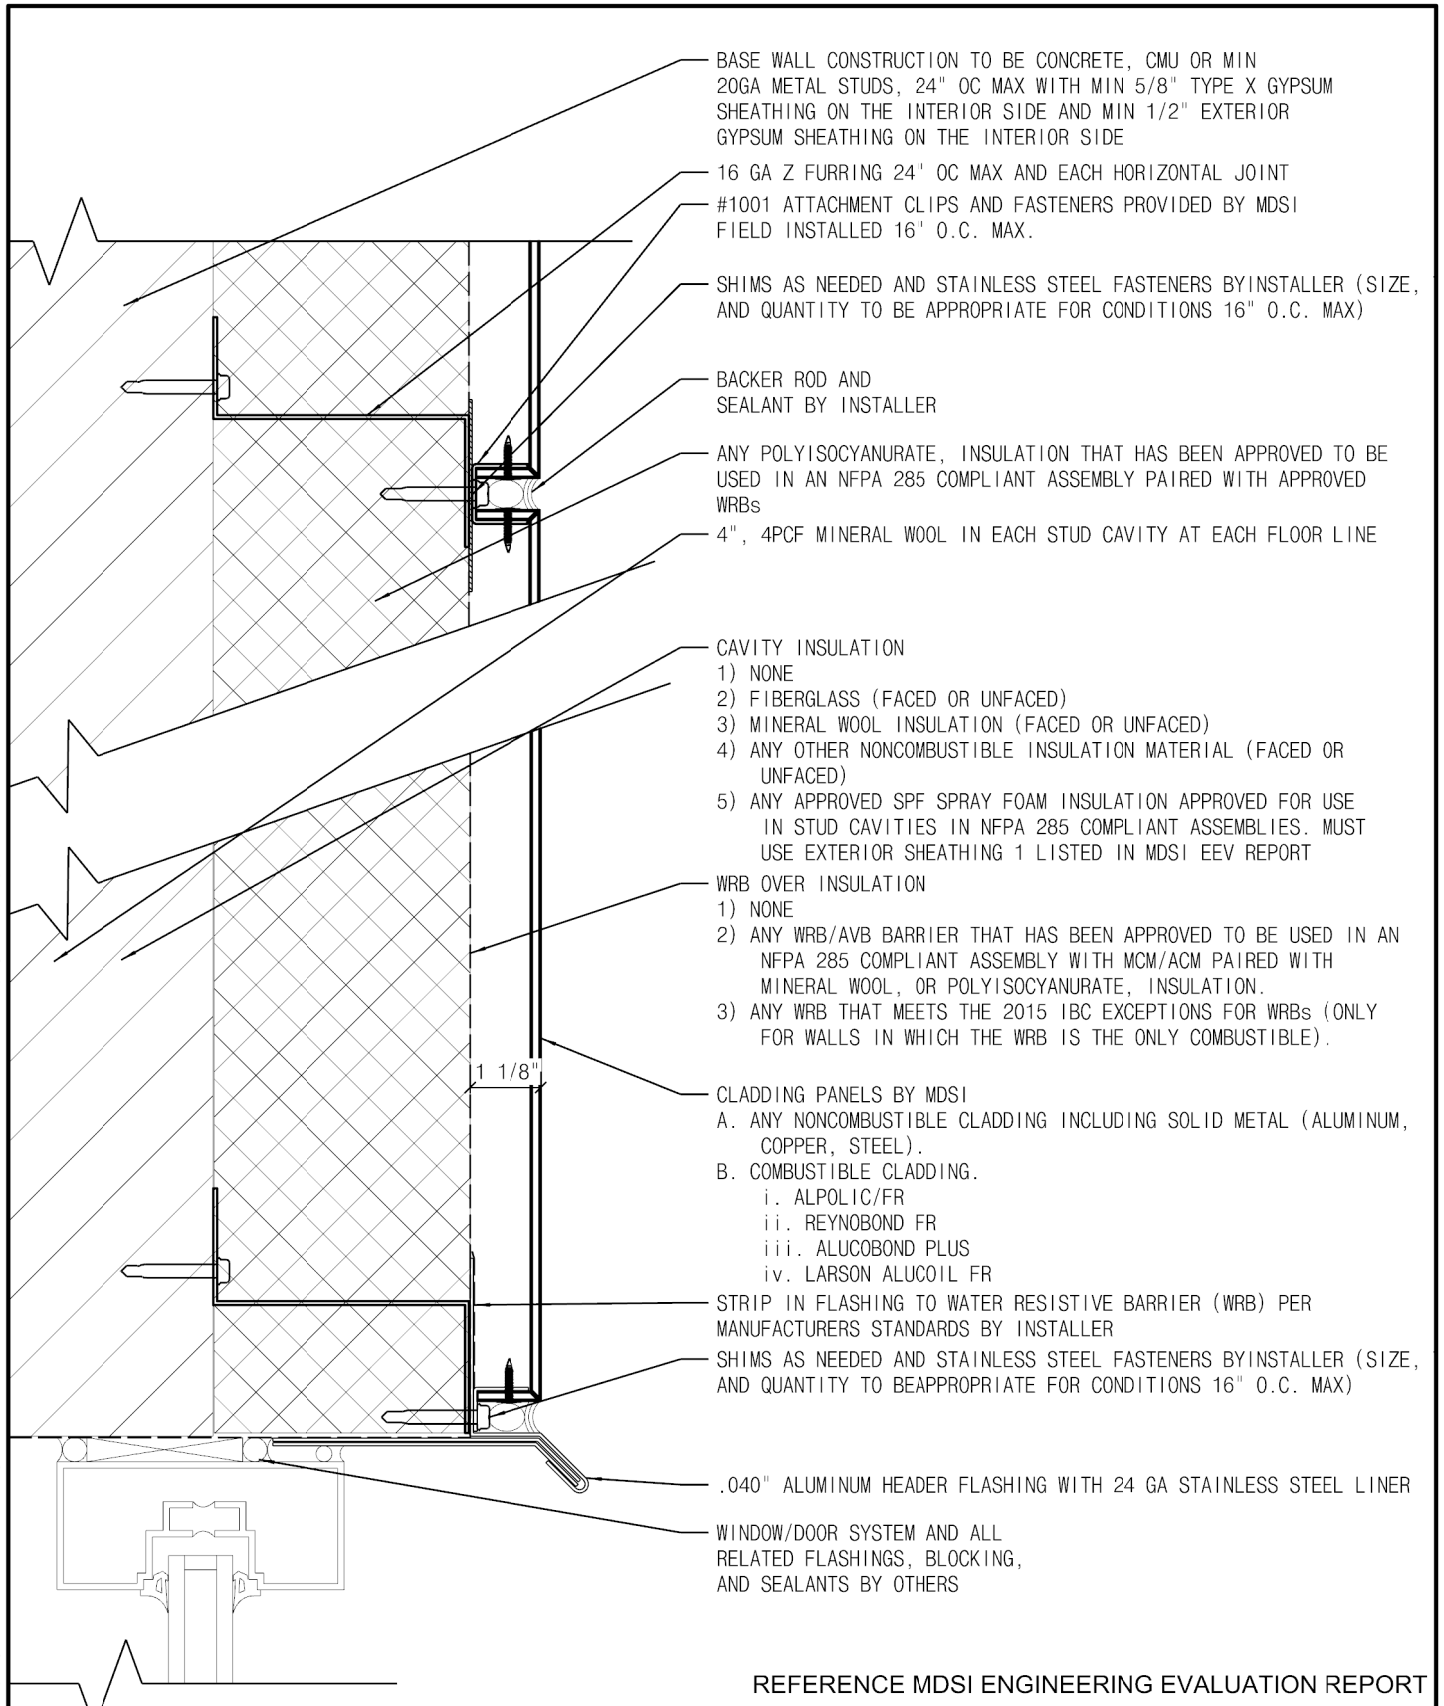 BASE WALL CONSTRUCTION TO BE CONCRETE, CMU OR MIN
20GA METAL STUDS, 24" OC MAX WITH MIN 5/8" TYPE X GYPSUM
SHEATHING ON THE INTERIOR SIDE AND MIN 1/2" EXTERIOR
GYPSUM SHEATHING ON THE INTERIOR SIDE
16 GA Z FURRING 24' OC MAX AND EACH HORIZONTAL JOINT
#1001 ATTACHMENT CLIPS AND FASTENERS PROVIDED BY MDSI
FIELD INSTALLED 16' O.C. MAX.
SHIMS AS NEEDED AND STAINLESS STEEL FASTENERS BYINSTALLER (SIZE,
AND QUANTITY TO BE APPROPRIATE FOR CONDITIONS 16" O.C. MAX)
BACKER ROD AND
SEALANT BY INSTALLER
ANY POLYISOCYANURATE, INSULATION THAT HAS BEEN APPROVED TO BE
USED IN AN NFPA 285 COMPLIANT ASSEMBLY PAIRED WITH APPROVED
WRBs
4", 4PCF MINERAL WOOL IN EACH STUD CAVITY AT EACH FLOOR LINE
CAVITY INSULATION
1) NONE
2) FIBERGLASS (FACED OR UNFACED)
3) MINERAL WOOL INSULATION (FACED OR UNFACED)
4) ANY OTHER NONCOMBUSTIBLE INSULATION MATERIAL (FACED OR
UNFACED)
5) ANY APPROVED SPF SPRAY FOAM INSULATION APPROVED FOR USE
IN STUD CAVITIES IN NFPA 285 COMPLIANT ASSEMBLIES. MUST
USE EXTERIOR SHEATHING 1 LISTED IN MDSI EEV REPORT
WRB OVER INSULATION
1) NONE
2) ANY WRB/AVB BARRIER THAT HAS BEEN APPROVED TO BE USED IN AN
NFPA 285 COMPLIANT ASSEMBLY WITH MCM/ACM PAIRED WITH
MINERAL WOOL, OR POLYISOCYANURATE, INSULATION.
3) ANY WRB THAT MEETS THE 2015 IBC EXCEPTIONS FOR WRBs (ONLY
FOR WALLS IN WHICH THE WRB IS THE ONLY COMBUSTIBLE).
1 1/8"
CLADDING PANELS BY MDSI
A. ANY NONCOMBUSTIBLE CLADDING INCLUDING SOLID METAL (ALUMINUM,
COPPER, STEEL).
B. COMBUSTIBLE CLADDING.
i. ALPOLIC/FR
ii. REYNOBOND FR
iii. ALUCOBOND PLUS
iv. LARSON ALUCOIL FR
STRIP IN FLASHING TO WATER RESISTIVE BARRIER (WRB) PER
MANUFACTURERS STANDARDS BY INSTALLER
SHIMS AS NEEDED AND STAINLESS STEEL FASTENERS BYINSTALLER (SIZE,
AND QUANTITY TO BEAPPROPRIATE FOR CONDITIONS 16" O.C. MAX)
.040" ALUMINUM HEADER FLASHING WITH 24 GA STAINLESS STEEL LINER
WINDOW/DOOR SYSTEM AND ALL
RELATED FLASHINGS, BLOCKING,
AND SEALANTS BY OTHERS
REFERENCE MDSI ENGINEERING EVALUATION REPORT